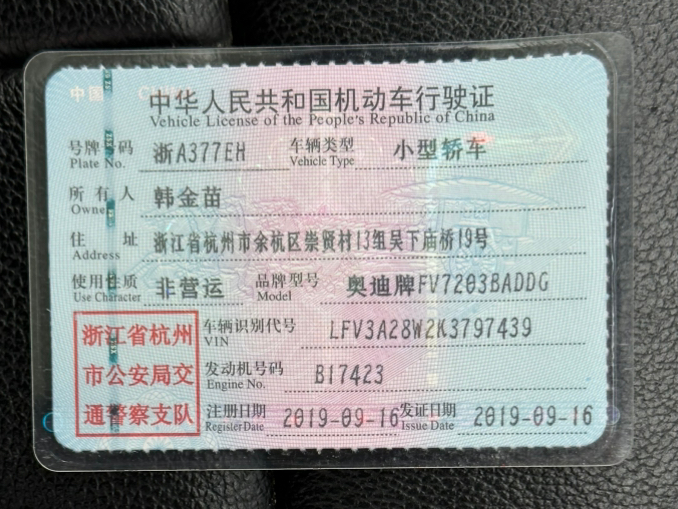 中华人民共和国机动车行驶证
Vehicle License of the People's Republic of China
号牌号码 浙A377EH 车辆类型 小型轿车
Plate No. Vehicle Type
所有人 韩金苗
Owner
住址 浙江省杭州市余杭区崇贤村13组吴下庙桥19号
Address
使用性质 非营运 品牌型号 奥迪牌FV7203BADDG
Use Character Model
浙江省杭州 车辆识别代号 LFV3A28W2K3797439
VIN
市公安局交 发动机号码 B17423
Engine No.
通警察支队 注册日期 2019-09-16 发证日期 2019-09-16
Register Date Issue Date